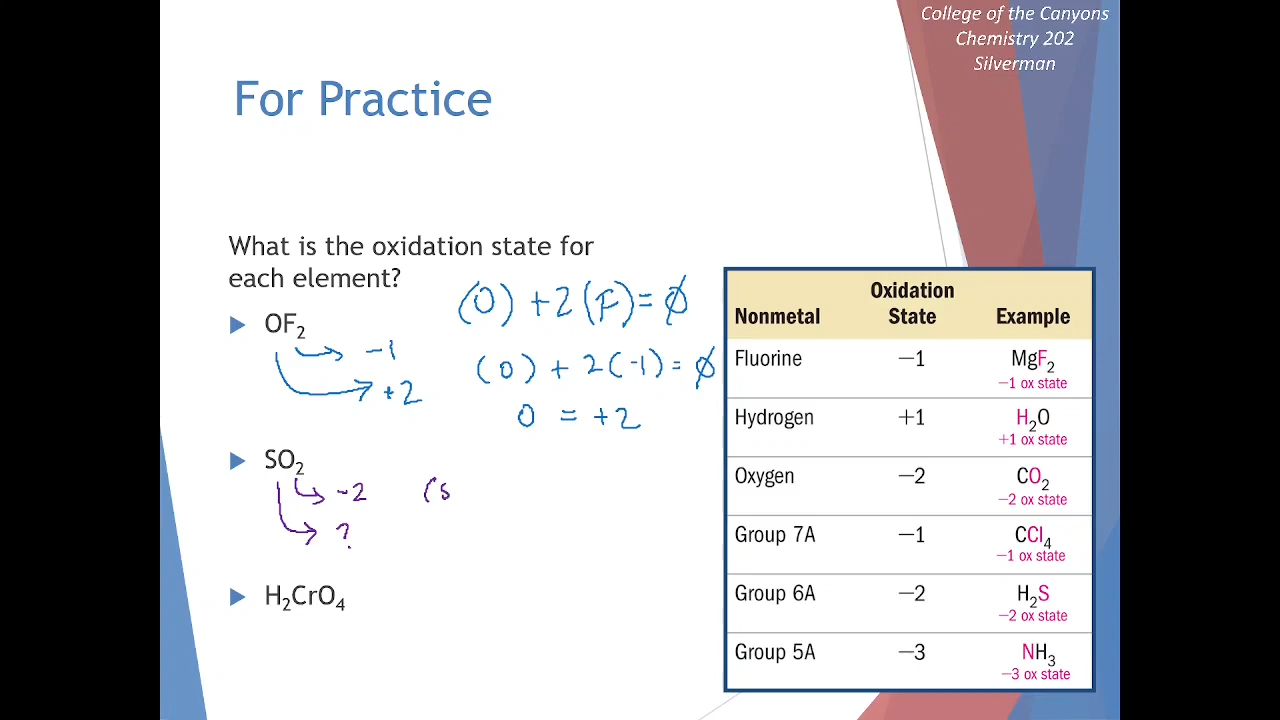 College of the Canyons
Chemistry 202
Silverman
For Practice
What is the oxidation state for
each element?
OF₂
(O) + 2(F) = ∅
→ -1
→ +2
(O) + 2(-1) = ∅
O = +2
SO₂
→ -2
→ ?
(S
H₂CrO₄
Nonmetal Oxidation State Example
Fluorine −1 MgF₂
−1 ox state
Hydrogen +1 H₂O
+1 ox state
Oxygen −2 CO₂
−2 ox state
Group 7A −1 CCl₄
−1 ox state
Group 6A −2 H₂S
−2 ox state
Group 5A −3 NH₃
−3 ox state